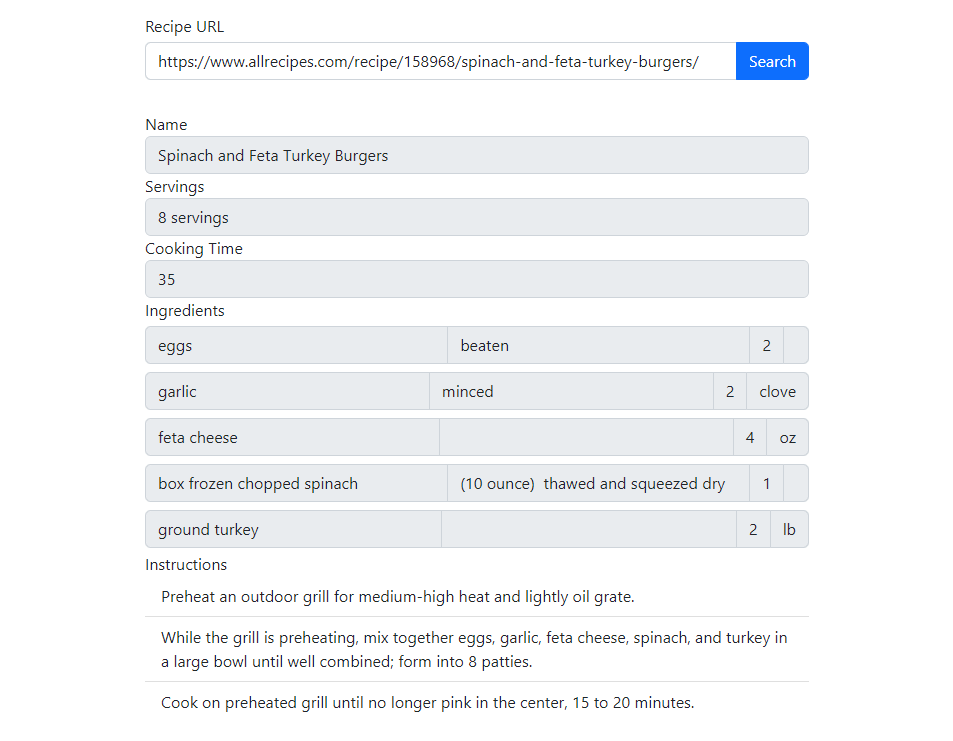 Recipe URL
https://www.allrecipes.com/recipe/158968/spinach-and-feta-turkey-burgers/ Search
Name
Spinach and Feta Turkey Burgers
Servings
8 servings
Cooking Time
35
Ingredients
eggs beaten 2
garlic minced 2 clove
feta cheese 4 oz
box frozen chopped spinach (10 ounce)  thawed and squeezed dry 1
ground turkey 2 lb
Instructions
Preheat an outdoor grill for medium-high heat and lightly oil grate.
While the grill is preheating, mix together eggs, garlic, feta cheese, spinach, and turkey in
a large bowl until well combined; form into 8 patties.
Cook on preheated grill until no longer pink in the center, 15 to 20 minutes.